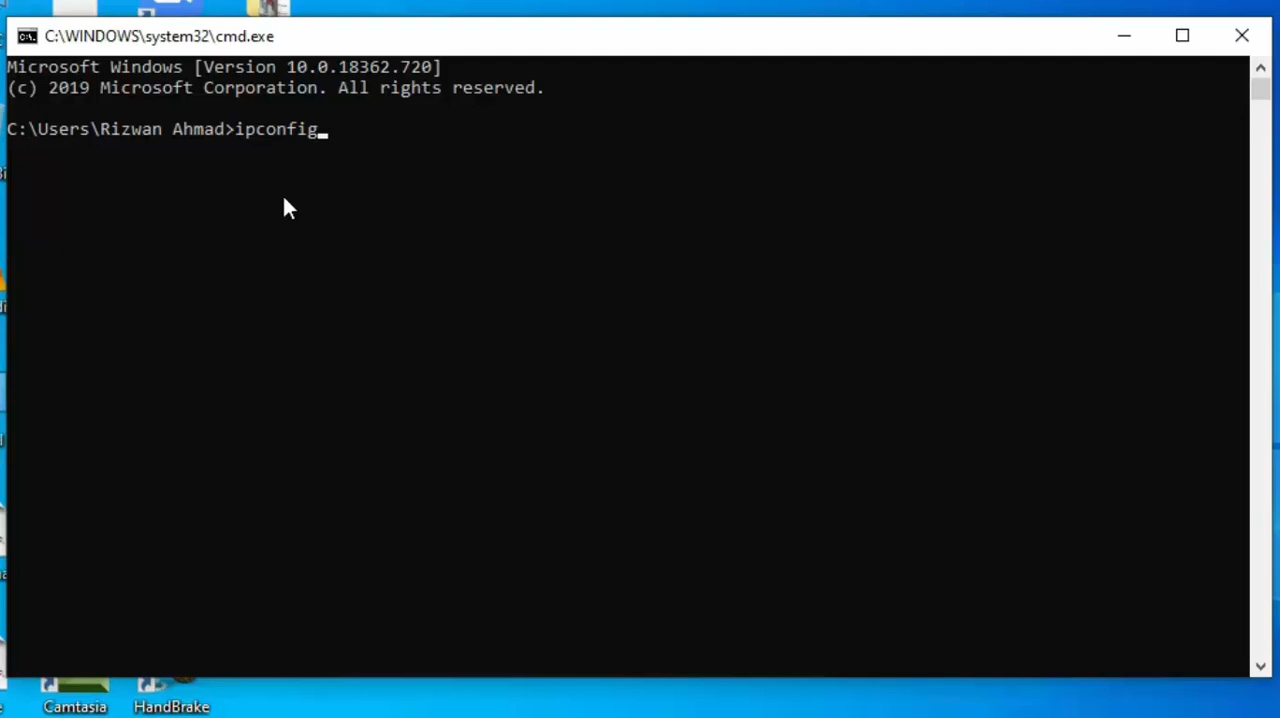 C:\WINDOWS\system32\cmd.exe
Microsoft Windows [Version 10.0.18362.720]
(c) 2019 Microsoft Corporation. All rights reserved.
C:\Users\Rizwan Ahmad>ipconfig_
Camtasia
HandBrake